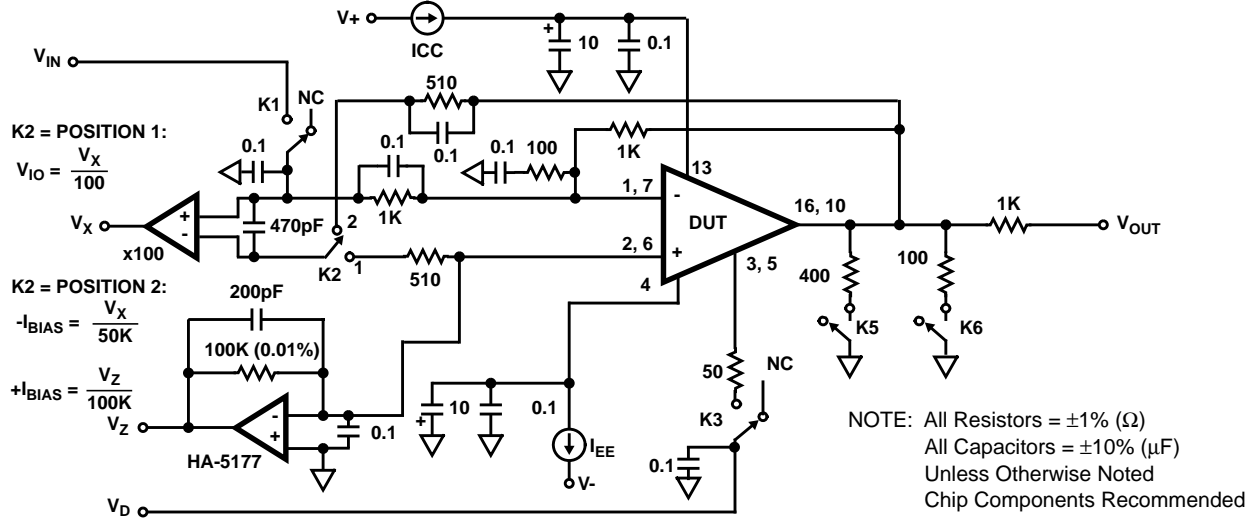 V+
ICC
+
10
0.1
VIN
K1
NC
510
0.1
K2 = POSITION 1:
VIO = VX
100
0.1
0.1
1K
0.1
100
1K
13
1, 7
-
DUT
16, 10
1K
VOUT
VX
+
-
x100
470pF
2
K2
1
510
2, 6
+
4
3, 5
400
100
K5
K6
K2 = POSITION 2:
-IBIAS = VX
50K
200pF
100K (0.01%)
+IBIAS = VZ
100K
VZ
-
+
HA-5177
0.1
+
10
0.1
IEE
V-
50
NC
K3
0.1
VD
NOTE: All Resistors = ±1% (Ω)
All Capacitors = ±10% (μF)
Unless Otherwise Noted
Chip Components Recommended